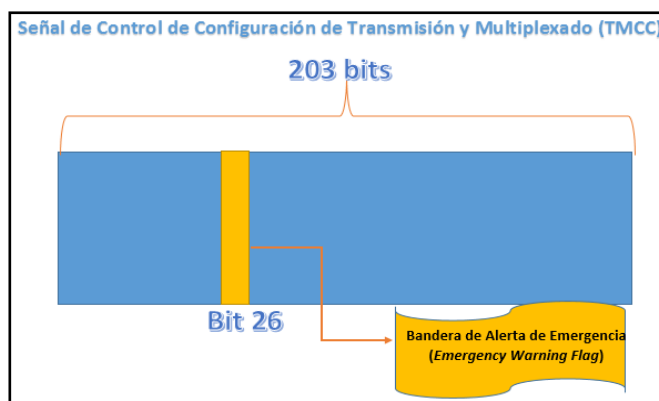 Señal de Control de Configuración de Transmisión y Multiplexado (TMCC)
203 bits
Bit 26
Bandera de Alerta de Emergencia
(Emergency Warning Flag)